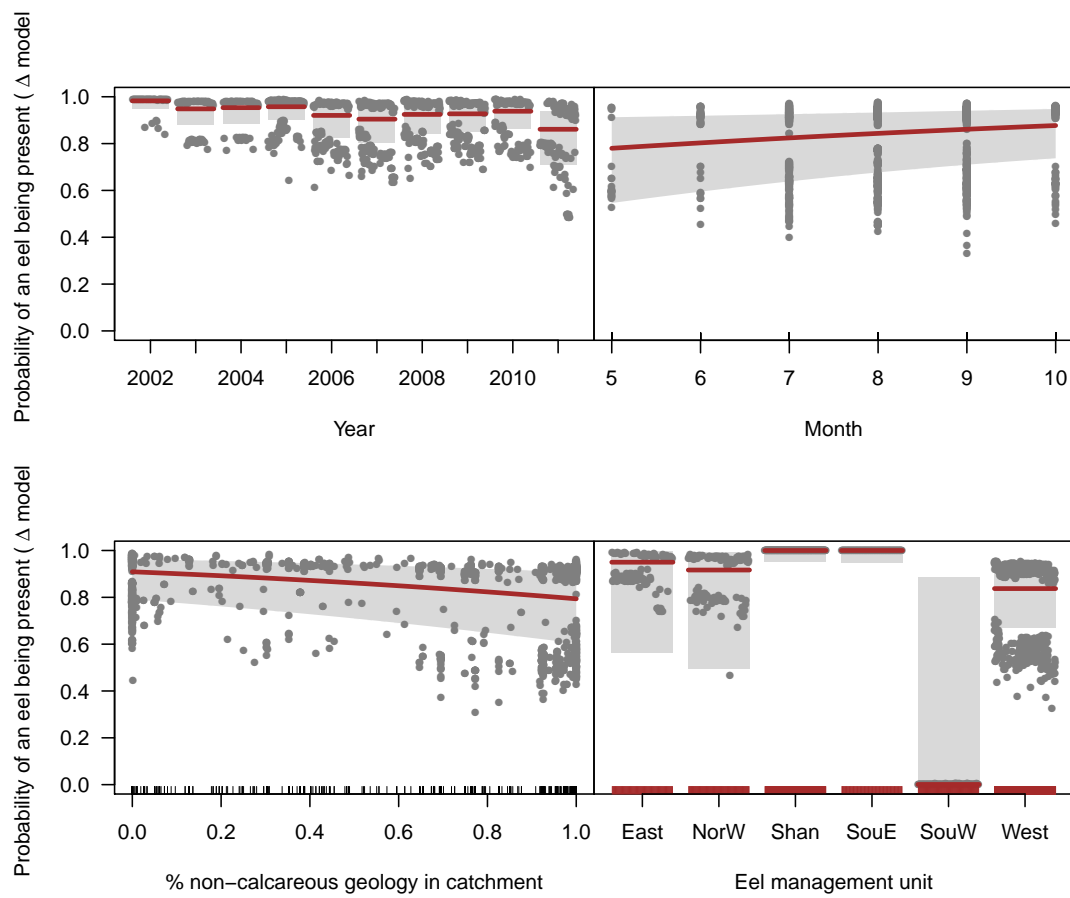 Probability of an eel being present ( Δ model
1.0
0.8
0.6
0.4
0.2
0.0
2002 2004 2006 2008 2010
Year
5 6 7 8 9 10
Month
Probability of an eel being present ( Δ model
1.0
0.8
0.6
0.4
0.2
0.0
0.0 0.2 0.4 0.6 0.8 1.0
% non−calcareous geology in catchment
East NorW Shan SouE SouW West
Eel management unit